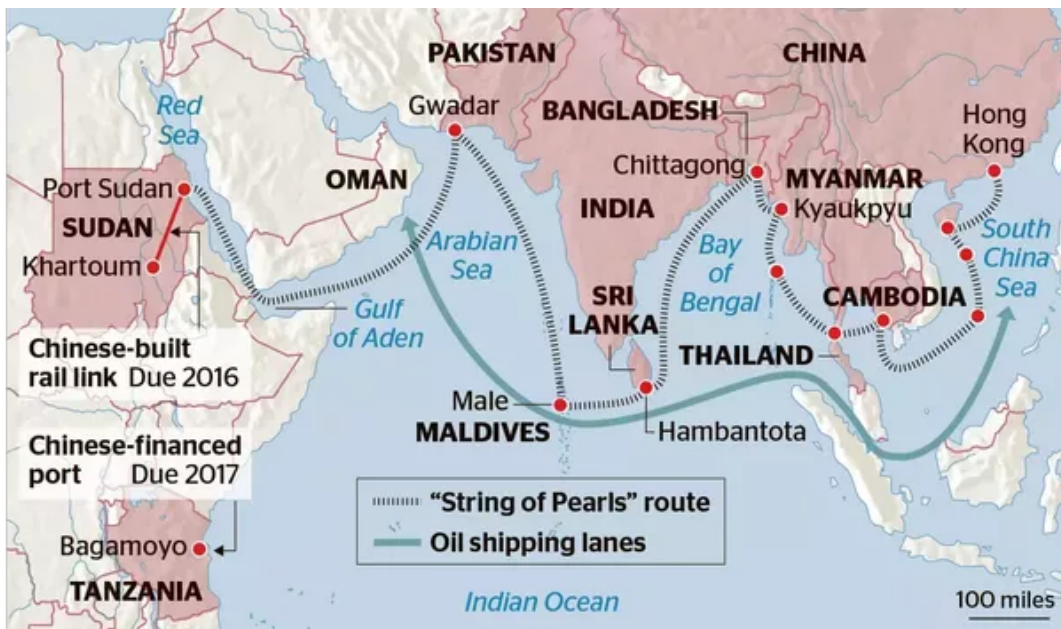 PAKISTAN
CHINA
Gwadar
BANGLADESH
Hong
Kong
Red
Sea
Chittagong
Port Sudan
OMAN
MYANMAR
SUDAN
INDIA
Kyaukpyu
Khartoum
Arabian
Sea
Bay
of
Bengal
South
China
Sea
Gulf
of Aden
SRI
LANKA
CAMBODIA
THAILAND
Chinese-built
rail link Due 2016
Male
MALDIVES
Hambantota
Chinese-financed
port Due 2017
"String of Pearls" route
Oil shipping lanes
Bagamoyo
TANZANIA
Indian Ocean
100 miles